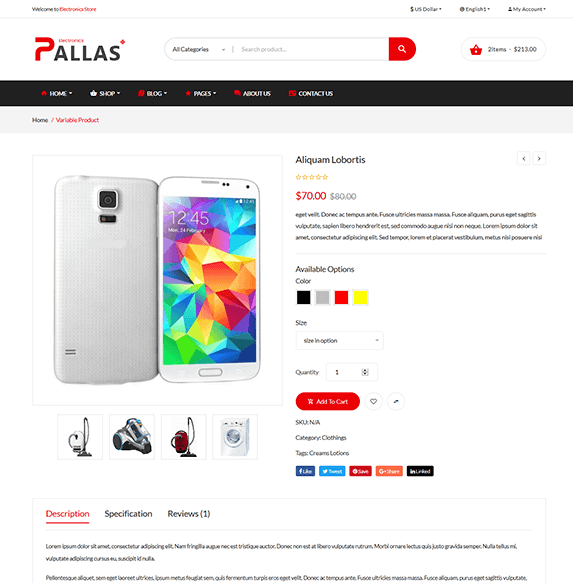 Welcome to Electronics Store
$ US Dollar
English1
My Account
Electronics
PALLAS
All Categories
Search product...
2items - $213.00
HOME
SHOP
BLOG
PAGES
ABOUT US
CONTACT US
Home / Variable Product
Aliquam Lobortis
$70.00 $80.00
eget velit. Donec ac tempus ante. Fusce ultricies massa massa. Fusce aliquam, purus eget sagittis
vulputate, sapien libero hendrerit est, sed commodo augue nisi non neque. Lorem ipsum dolor sit
amet, consectetur adipiscing elit. Sed tempor, lorem et placerat vestibulum, metus nisi posuere nisl
Available Options
Color
Size
size in option
Quantity 1
Add To Cart
SKU: N/A
Category: Clothings
Tags: Creams Lotions
Like
Tweet
Save
G+ Share
in Linked
16:45
Mon, 24 February
Description
Specification
Reviews (1)
Lorem ipsum dolor sit amet, consectetur adipiscing elit. Nam fringilla augue nec est tristique auctor. Donec non est at libero vulputate rutrum. Morbi ornare lectus quis justo gravida semper. Nulla tellus mi,
vulputate adipiscing cursus eu, suscipit id nulla.
Pellentesque aliquet, sem eget laoreet ultrices, ipsum metus feugiat sem, quis fermentum turpis eros eget velit. Donec ac tempus ante. Fusce ultricies massa massa. Fusce aliquam, purus eget sagittis vulputate,